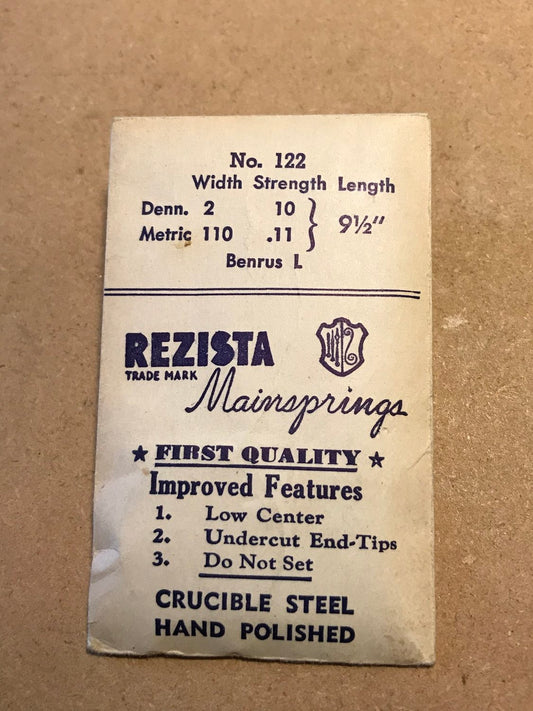 No. 122
Width Strength Length
Denn. 2 10
9½"
Metric 110 .11
Benrus L
REZISTA
TRADE MARK
Mainsprings
★ FIRST QUALITY ★
Improved Features
1. Low Center
2. Undercut End-Tips
3. Do Not Set
CRUCIBLE STEEL
HAND POLISHED